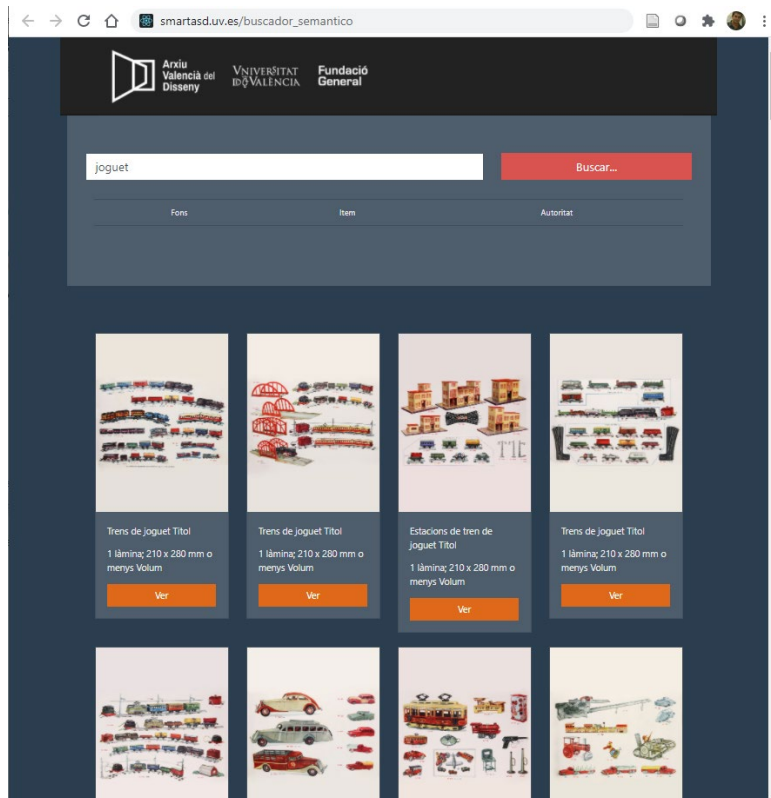 smartasd.uv.es/buscador_semantico
Arxiu
Valencià del
Disseny
VNIVERSITAT
ID VALÈNCIA
Fundació
General
joguet
Buscar...
Fons Item Autoritat
Trens de joguet Titol
1 làmina; 210 x 280 mm o
menys Volum
Ver
Trens de joguet Titol
1 làmina; 210 x 280 mm o
menys Volum
Ver
Estacions de tren de
joguet Titol
1 làmina; 210 x 280 mm o
menys Volum
Ver
Trens de joguet Titol
1 làmina; 210 x 280 mm o
menys Volum
Ver